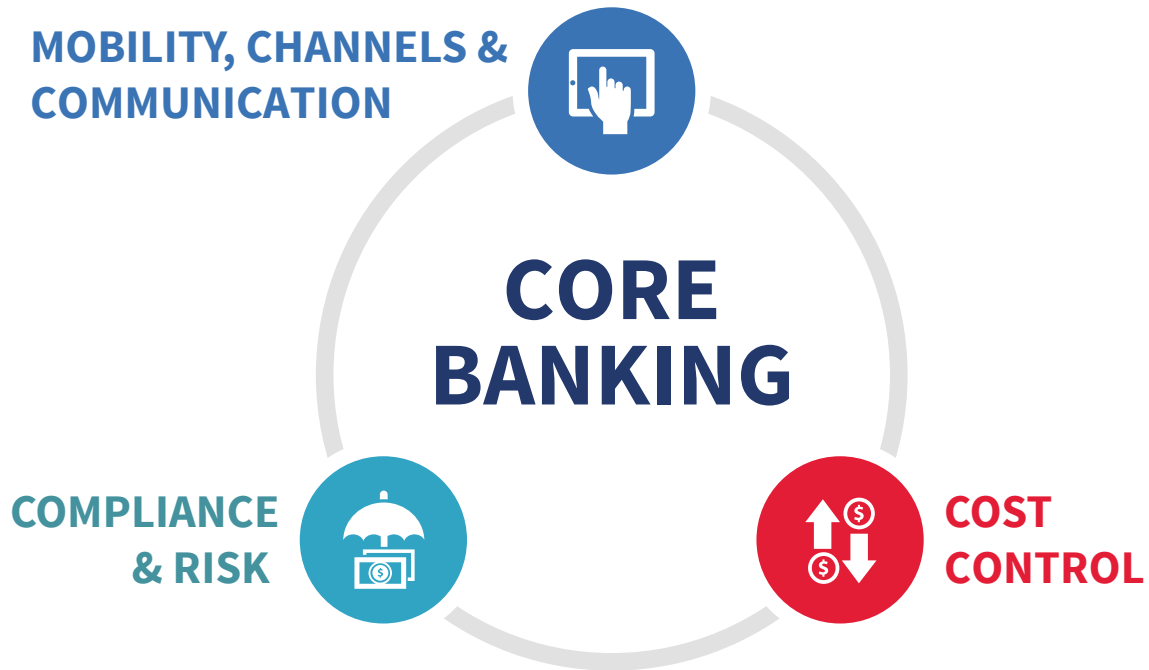 MOBILITY, CHANNELS &
COMMUNICATION
CORE
BANKING
COMPLIANCE
& RISK
$
$
$
COST
CONTROL